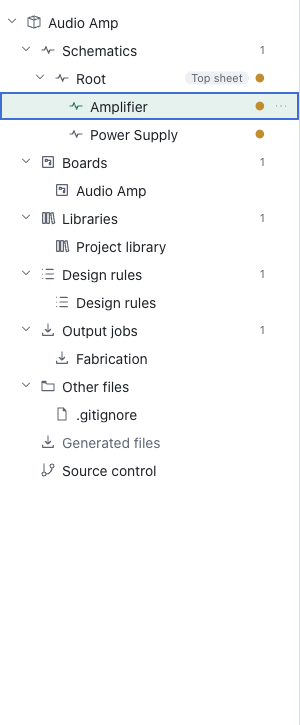 Audio Amp
Schematics 1
Root Top sheet
Amplifier
Power Supply
Boards 1
Audio Amp
Libraries 1
Project library
Design rules 1
Design rules
Output jobs 1
Fabrication
Other files
.gitignore
Generated files
Source control